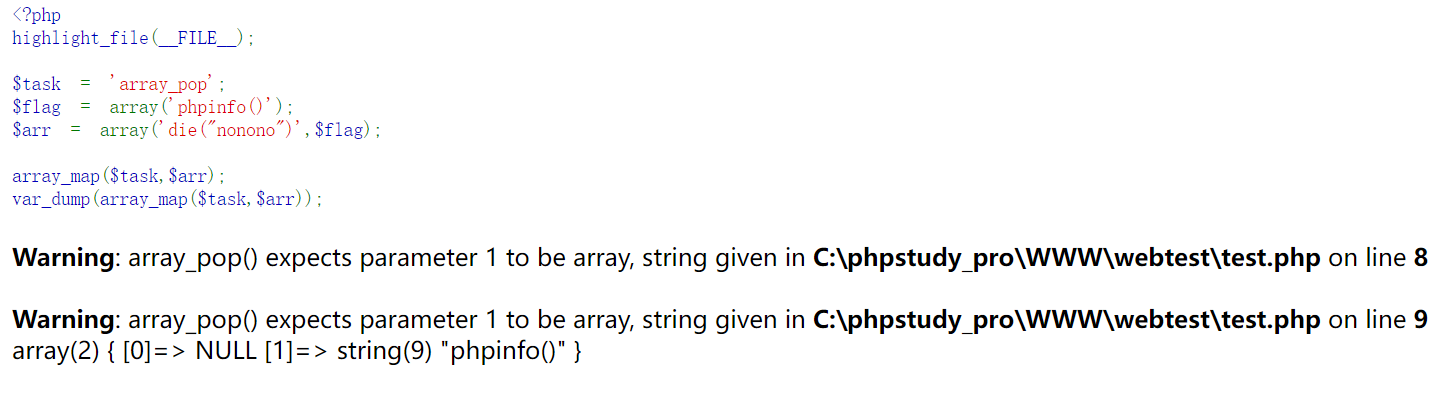 <?php
highlight_file(__FILE__);
$task = 'array_pop';
$flag = array('phpinfo()');
$arr = array('die("nonono")',$flag);
array_map($task,$arr);
var_dump(array_map($task,$arr));
Warning: array_pop() expects parameter 1 to be array, string given in C:\phpstudy_pro\WWW\webtest\test.php on line 8
Warning: array_pop() expects parameter 1 to be array, string given in C:\phpstudy_pro\WWW\webtest\test.php on line 9
array(2) { [0]=> NULL [1]=> string(9) "phpinfo()" }